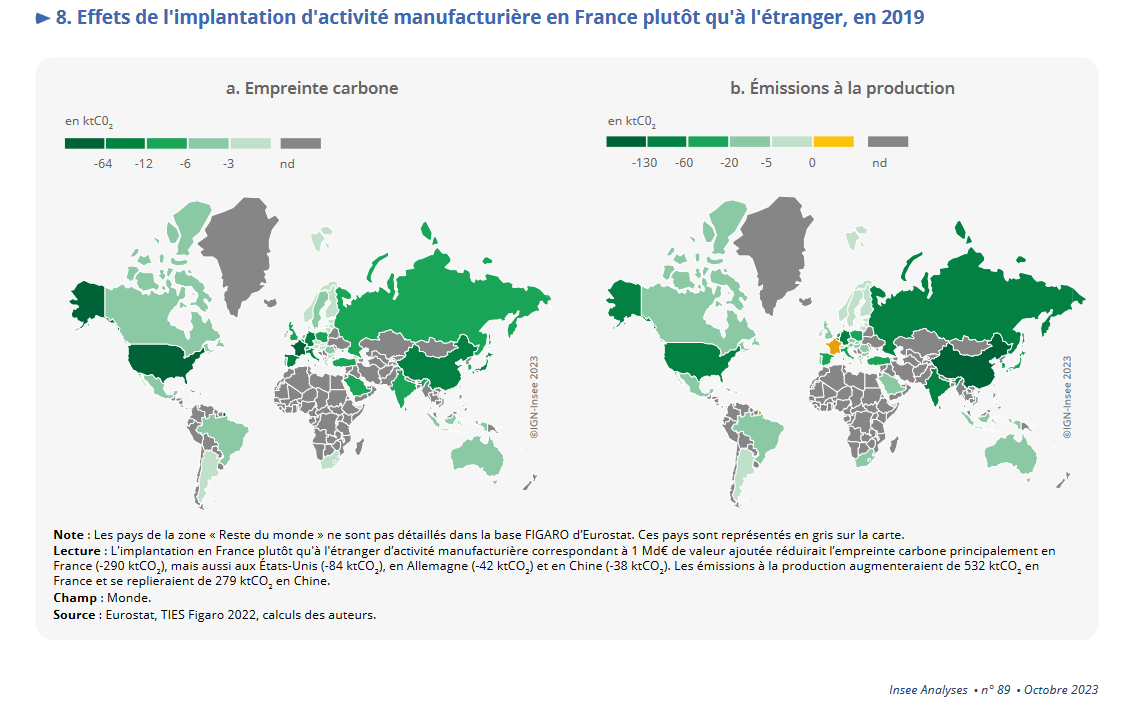 ► 8. Effets de l'implantation d'activité manufacturière en France plutôt qu'à l'étranger, en 2019
a. Empreinte carbone
en ktC0₂
-64 -12 -6 -3 nd
©IGN-Insee 2023
b. Émissions à la production
en ktC0₂
-130 -60 -20 -5 0 nd
©IGN-Insee 2023
Note : Les pays de la zone « Reste du monde » ne sont pas détaillés dans la base FIGARO d'Eurostat. Ces pays sont représentés en gris sur la carte.
Lecture : L'implantation en France plutôt qu'à l'étranger d'activité manufacturière correspondant à 1 Md€ de valeur ajoutée réduirait l'empreinte carbone principalement en
France (-290 ktCO₂), mais aussi aux États-Unis (-84 ktCO₂), en Allemagne (-42 ktCO₂) et en Chine (-38 ktCO₂). Les émissions à la production augmenteraient de 532 ktCO₂ en
France et se replieraient de 279 ktCO₂ en Chine.
Champ : Monde.
Source : Eurostat, TIES Figaro 2022, calculs des auteurs.
Insee Analyses • n° 89 • Octobre 2023